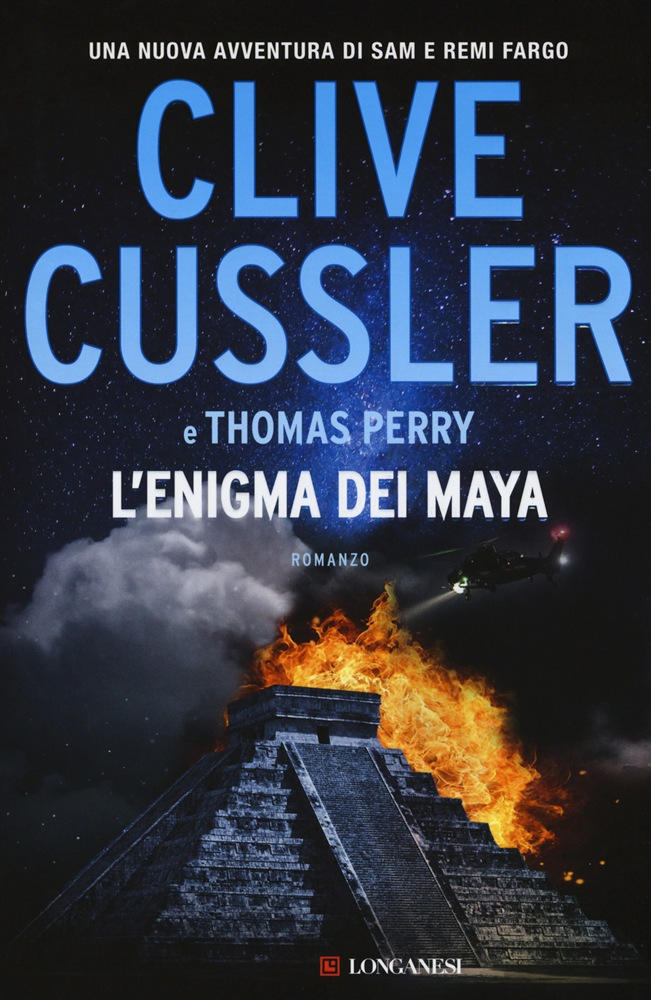 UNA NUOVA AVVENTURA DI SAM E REMI FARGO
CLIVE
CUSSLER
e THOMAS PERRY
L'ENIGMA DEI MAYA
ROMANZO
LONGANESI